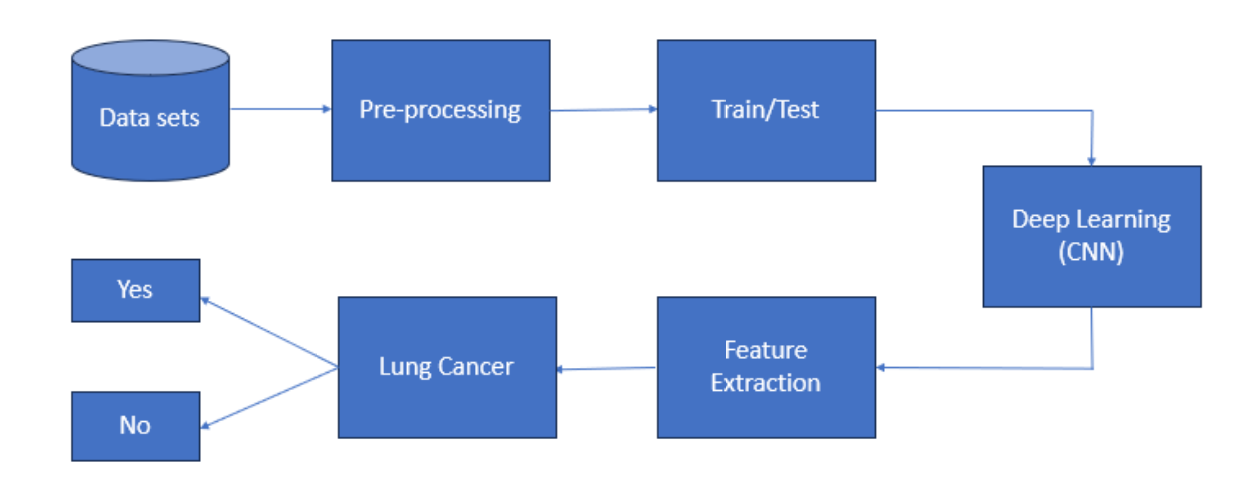 Data sets
Pre-processing
Train/Test
Deep Learning
(CNN)
Feature
Extraction
Lung Cancer
Yes
No